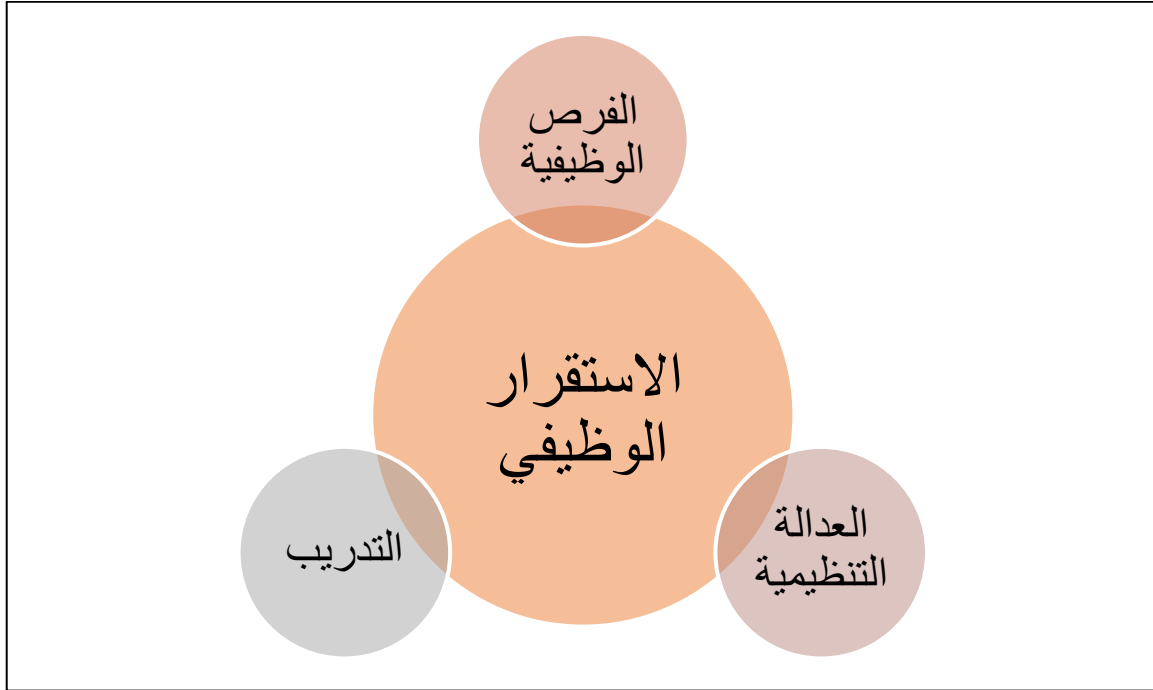 الفرص
الوظيفية
الاستقرار
الوظيفي
العدالة
التنظيمية
التدريب